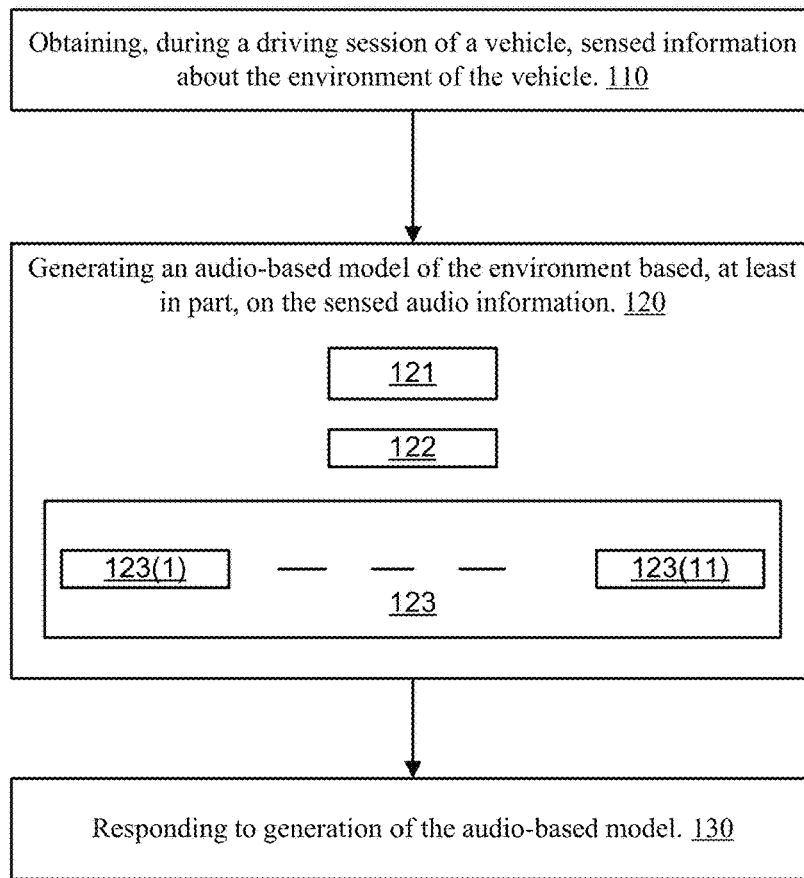 Obtaining, during a driving session of a vehicle, sensed information
about the environment of the vehicle. 110
Generating an audio-based model of the environment based, at least
in part, on the sensed audio information. 120
121
122
123(1) — — — 123(11)
123
Responding to generation of the audio-based model. 130